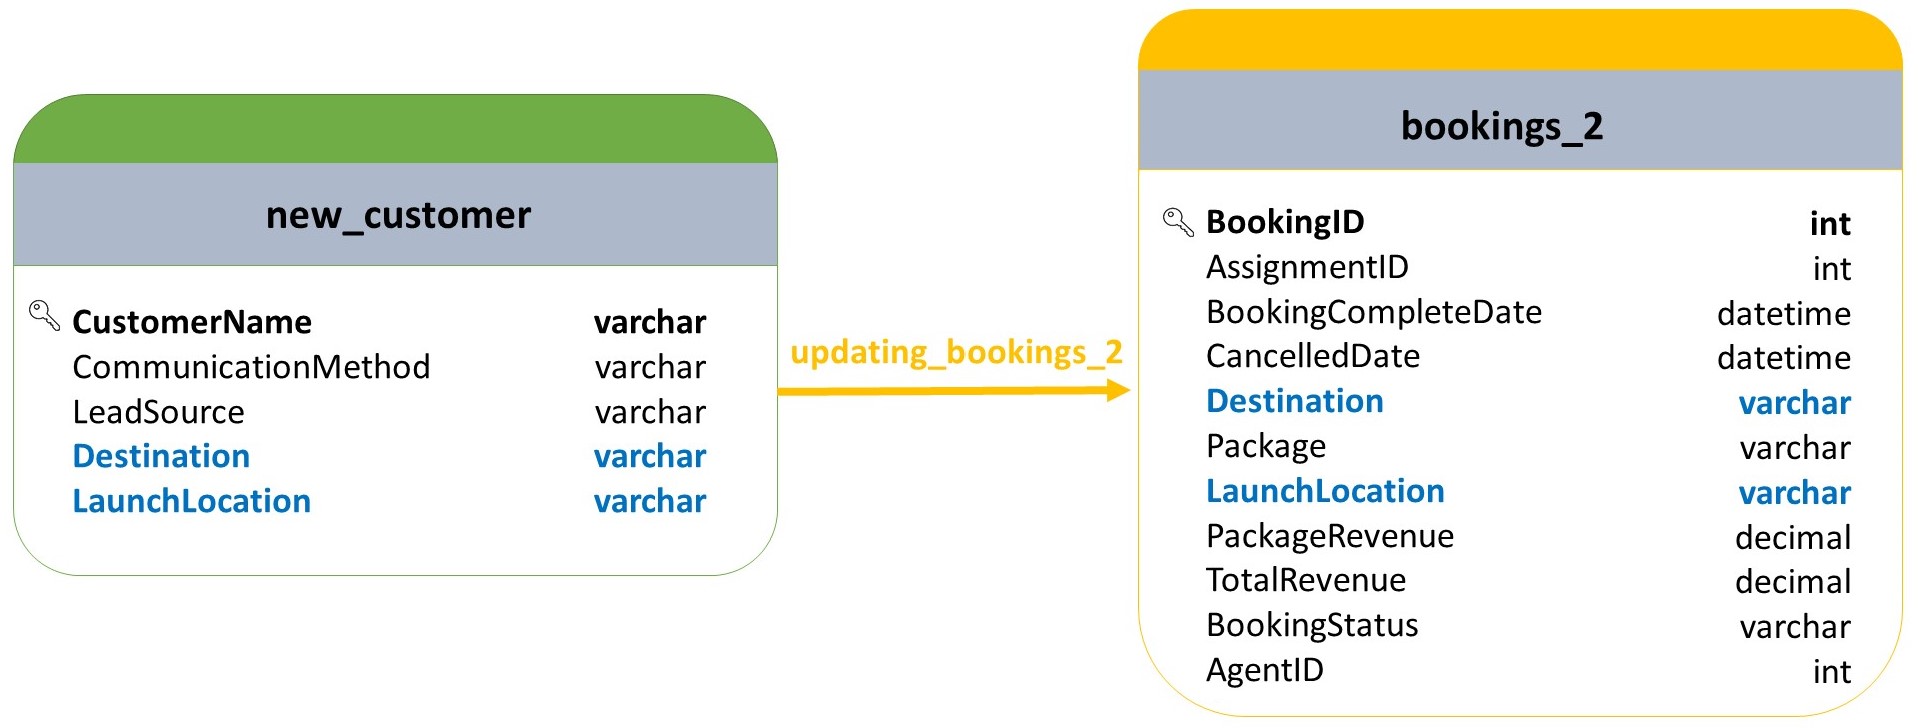 new_customer
CustomerName varchar
CommunicationMethod varchar
LeadSource varchar
Destination varchar
LaunchLocation varchar
updating_bookings_2
bookings_2
BookingID int
AssignmentID int
BookingCompleteDate datetime
CancelledDate datetime
Destination varchar
Package varchar
LaunchLocation varchar
PackageRevenue decimal
TotalRevenue decimal
BookingStatus varchar
AgentID int